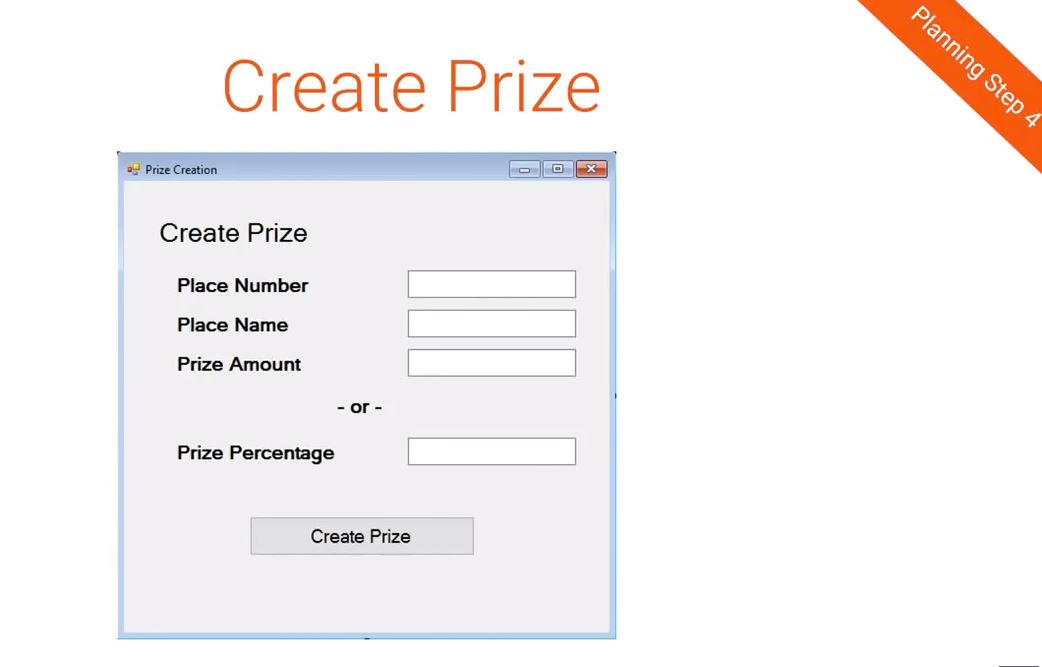 Planning Step 4
Create Prize
Prize Creation
Create Prize
Place Number
Place Name
Prize Amount
- or -
Prize Percentage
Create Prize